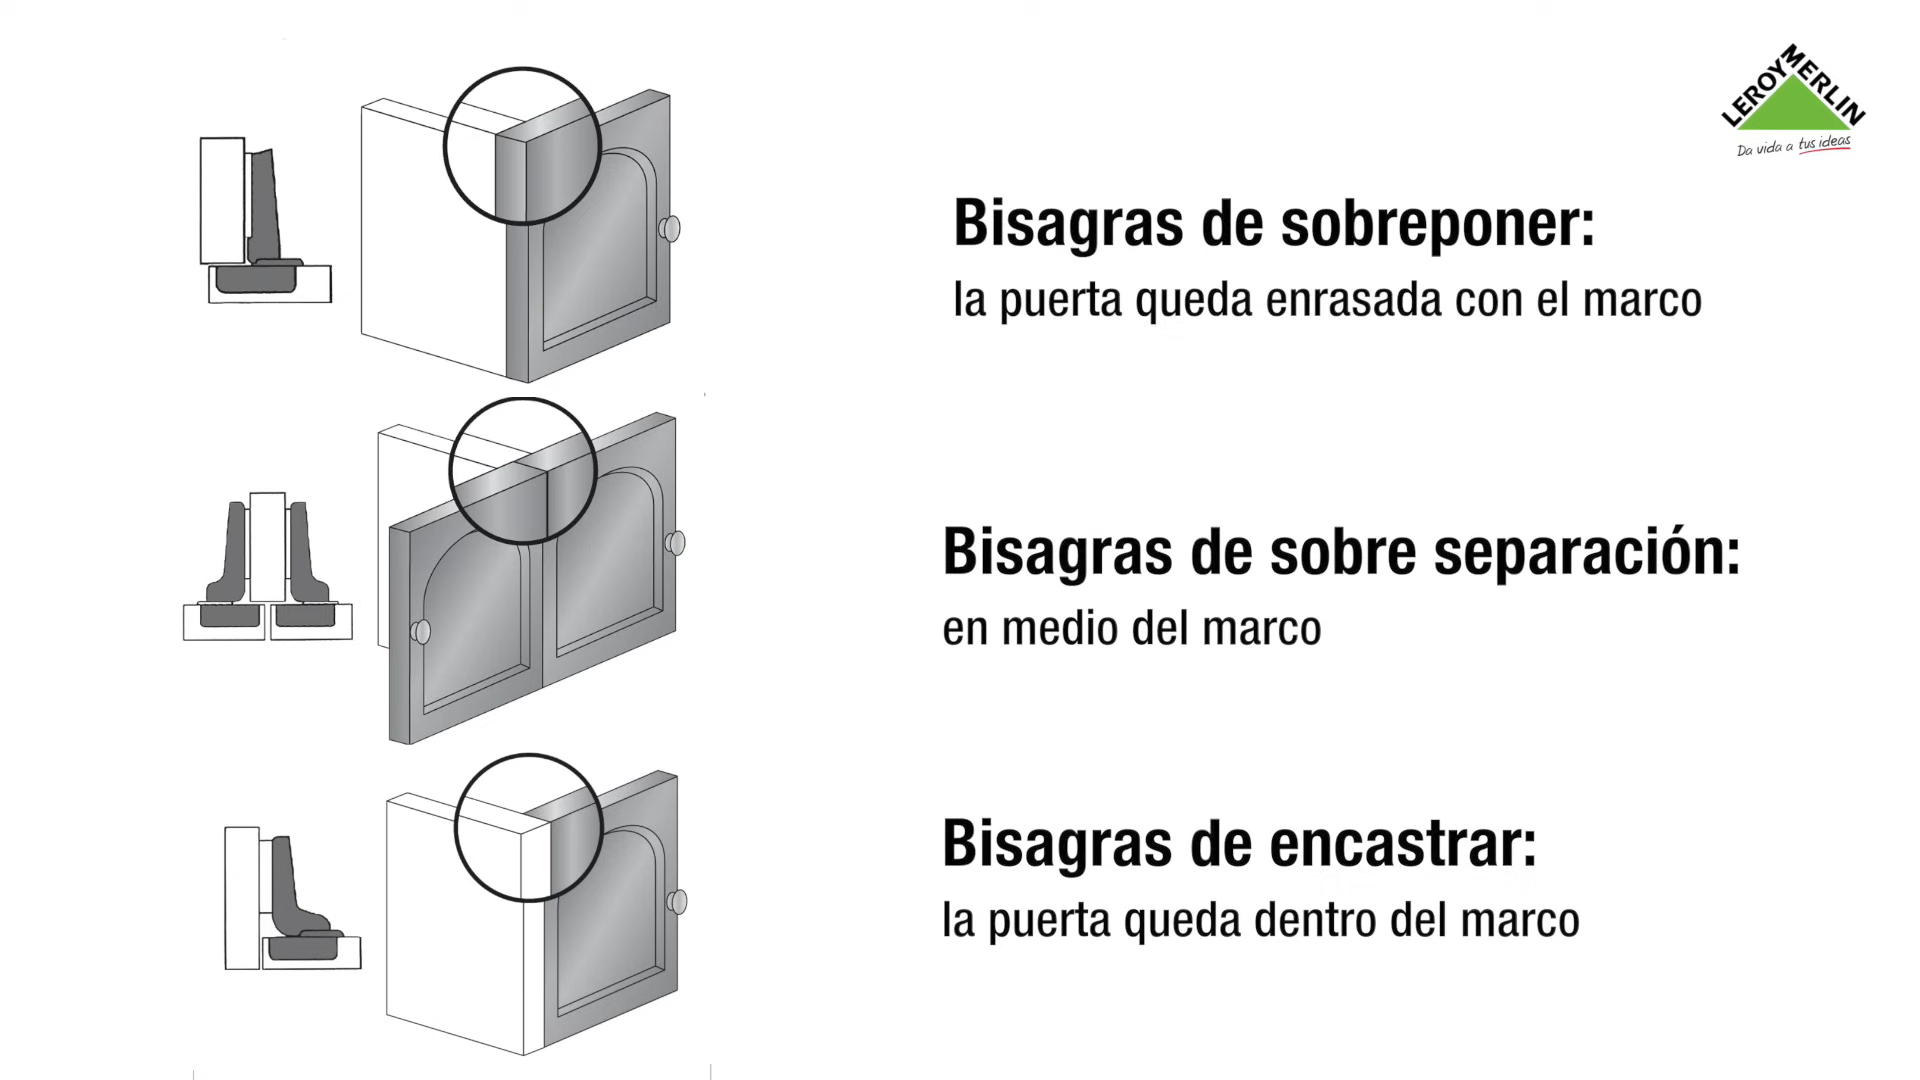 LEROY MERLIN
Da vida a tus ideas
Bisagras de sobreponer:
la puerta queda enrasada con el marco
Bisagras de sobre separación:
en medio del marco
Bisagras de encastrar:
la puerta queda dentro del marco